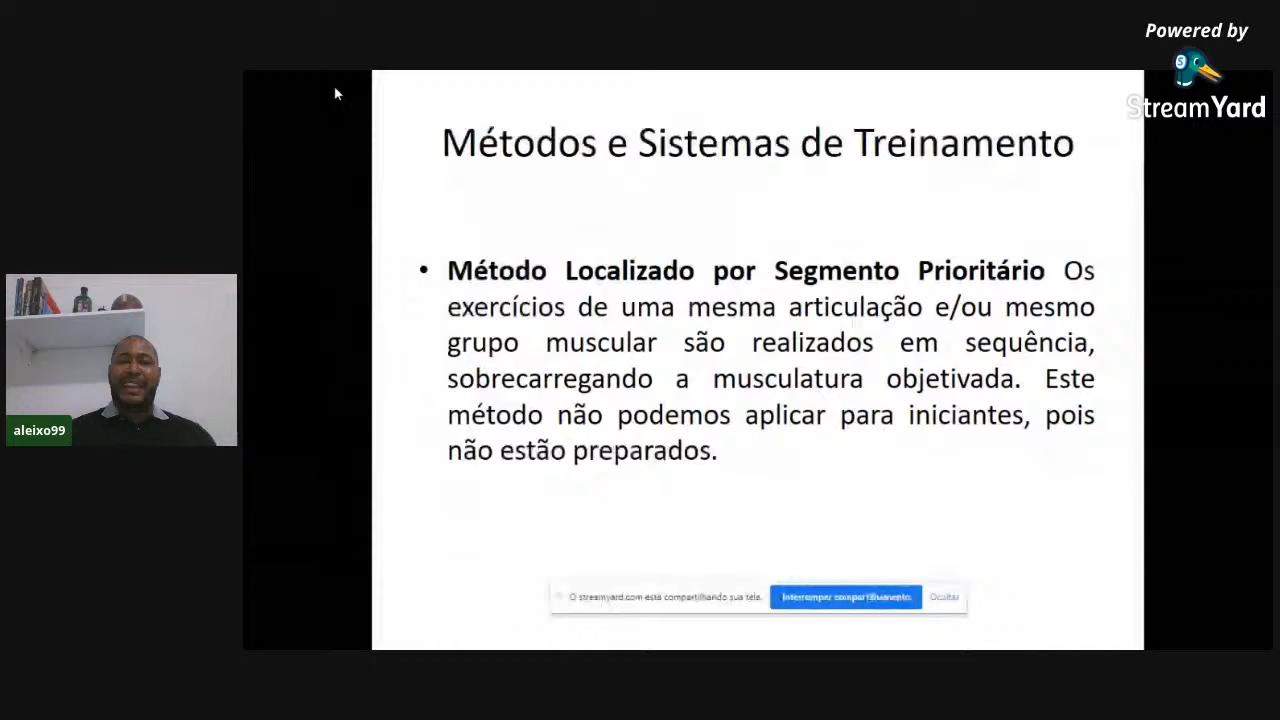 Powered by
StreamYard
Métodos e Sistemas de Treinamento
• Método Localizado por Segmento Prioritário Os
exercícios de uma mesma articulação e/ou mesmo
grupo muscular são realizados em sequência,
sobrecarregando a musculatura objetivada. Este
método não podemos aplicar para iniciantes, pois
não estão preparados.
aleixo99
O streamyard.com está compartilhando sua tela. Interromper compartilhamento Ocultar